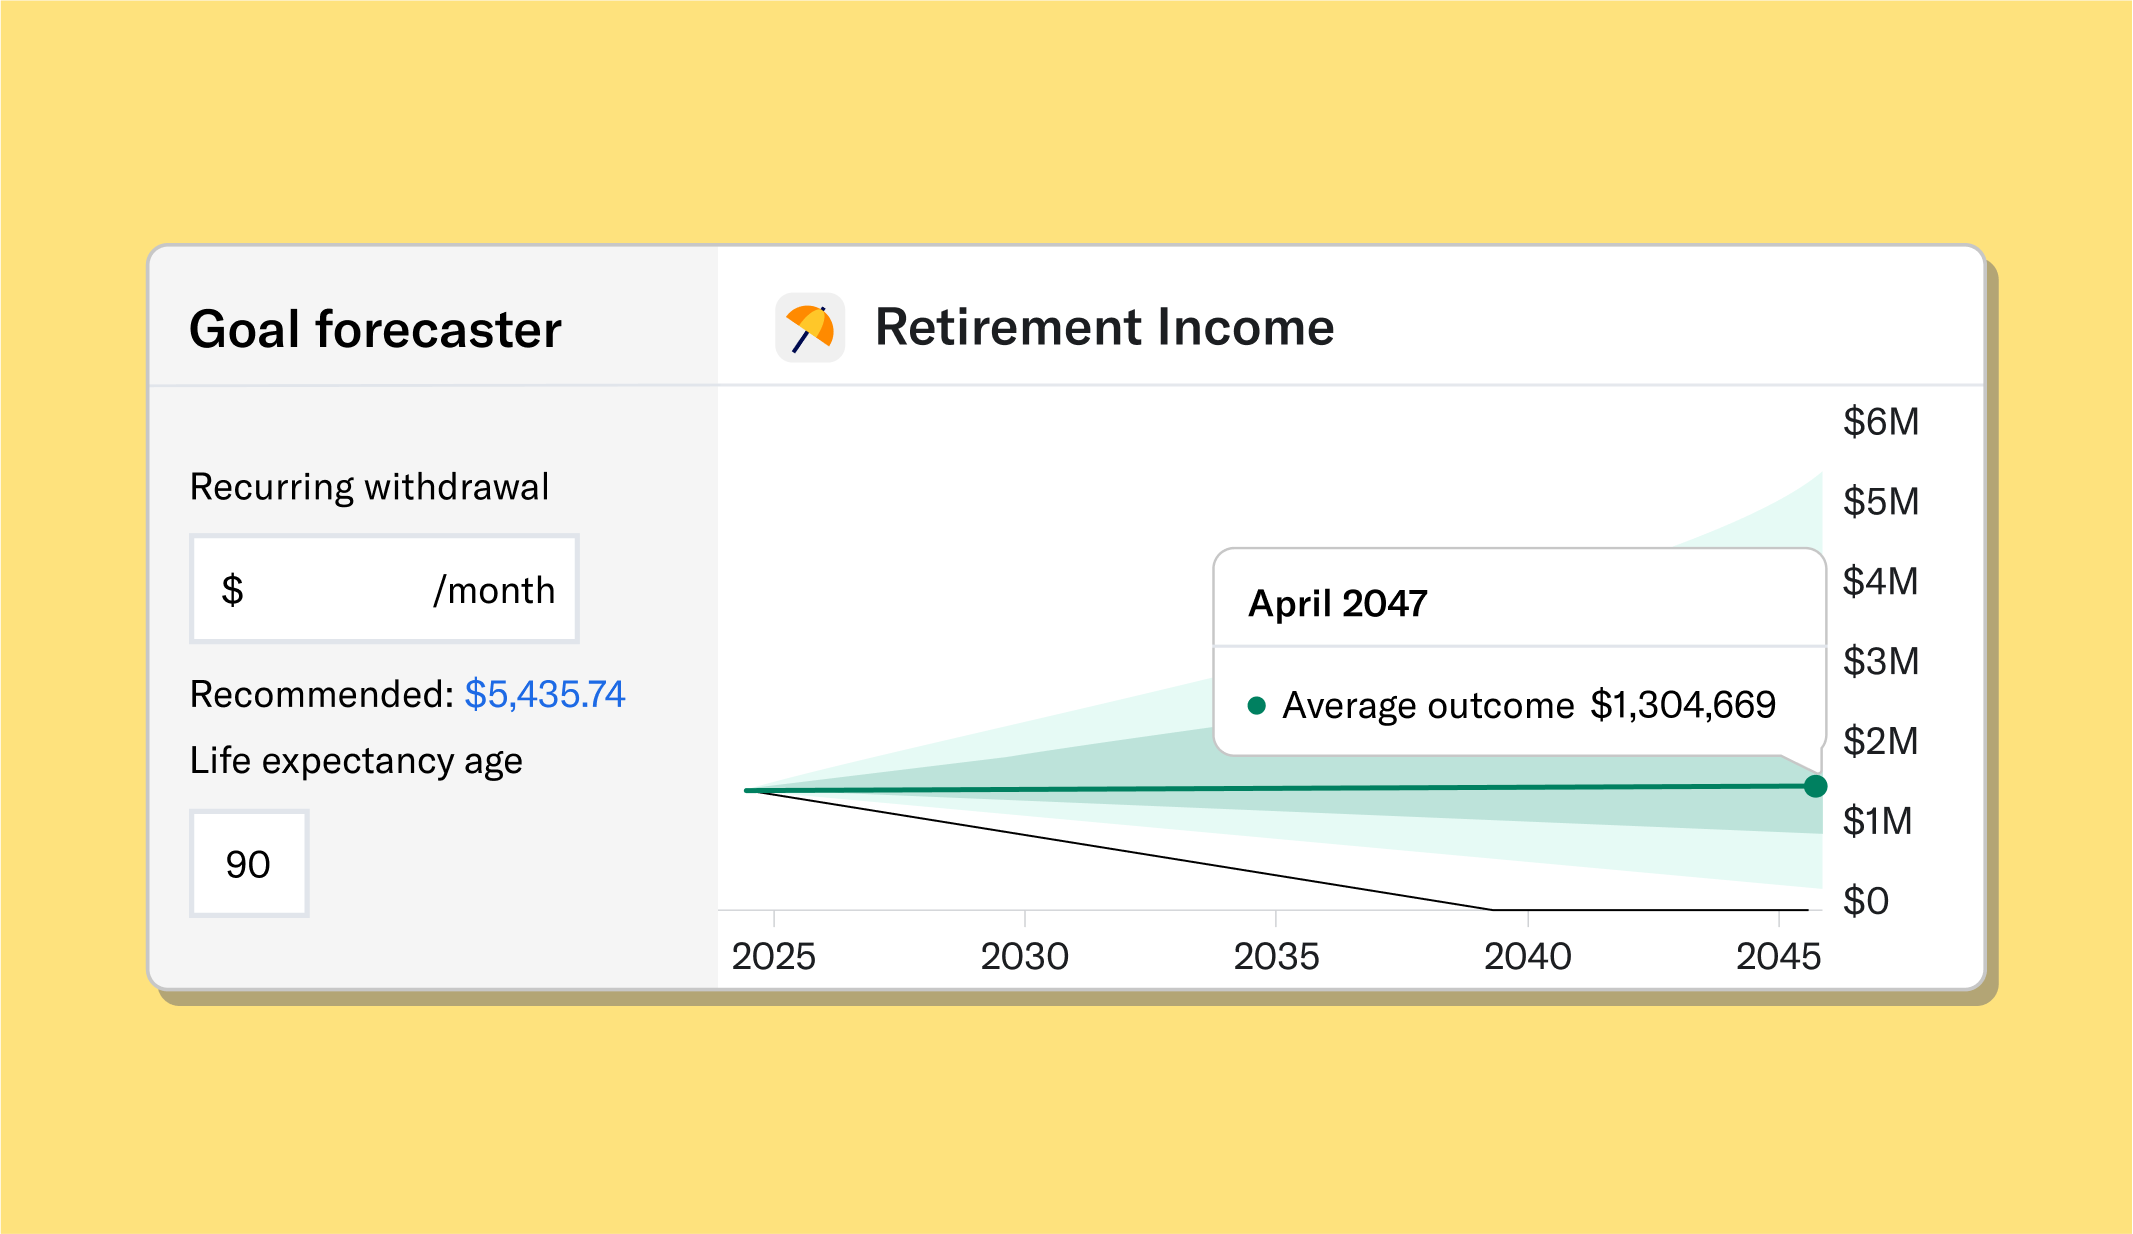 Goal forecaster
Retirement Income
Recurring withdrawal
$ /month
Recommended: $5,435.74
Life expectancy age
90
$6M
$5M
$4M
$3M
$2M
$1M
$0
April 2047
Average outcome $1,304,669
2025 2030 2035 2040 2045